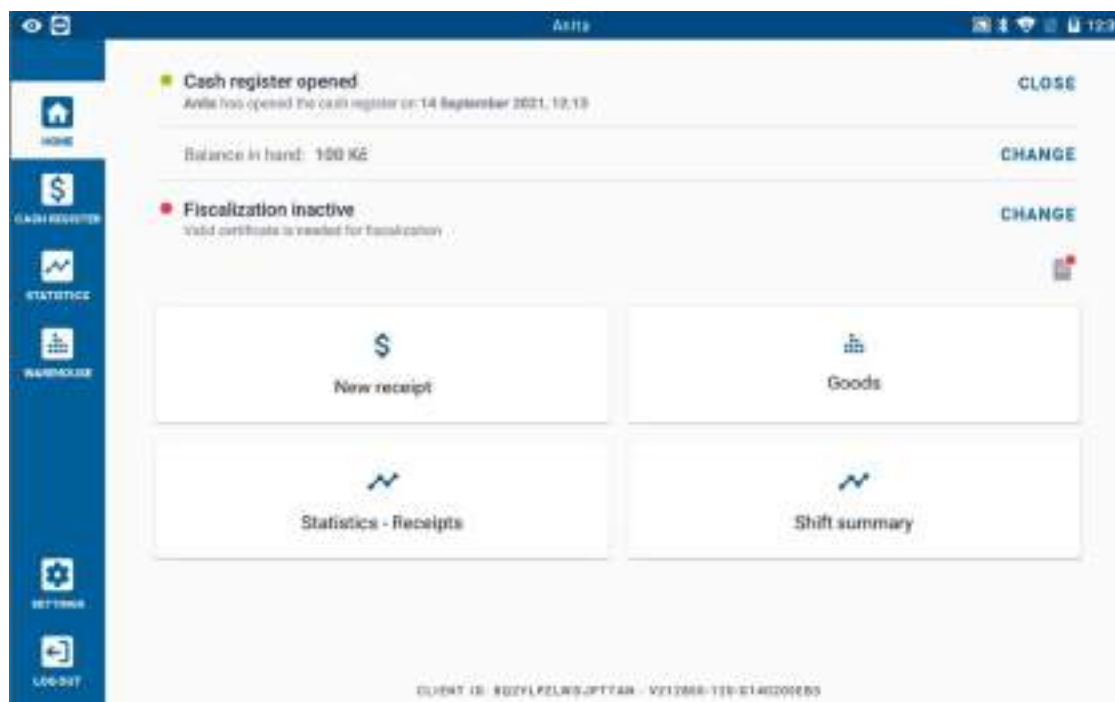 Anita
Cash register opened
CLOSE
Anita has opened the cash register on 14 September 2021, 12:13
HOME
Balance in hand: 100 Kč
CHANGE
CASH REGISTER
Fiscalization inactive
CHANGE
Valid certificate is needed for fiscalization
STATISTICS
WAREHOUSE
New receipt
Goods
Statistics - Receipts
Shift summary
SETTINGS
LOG OUT
CLIENT ID: